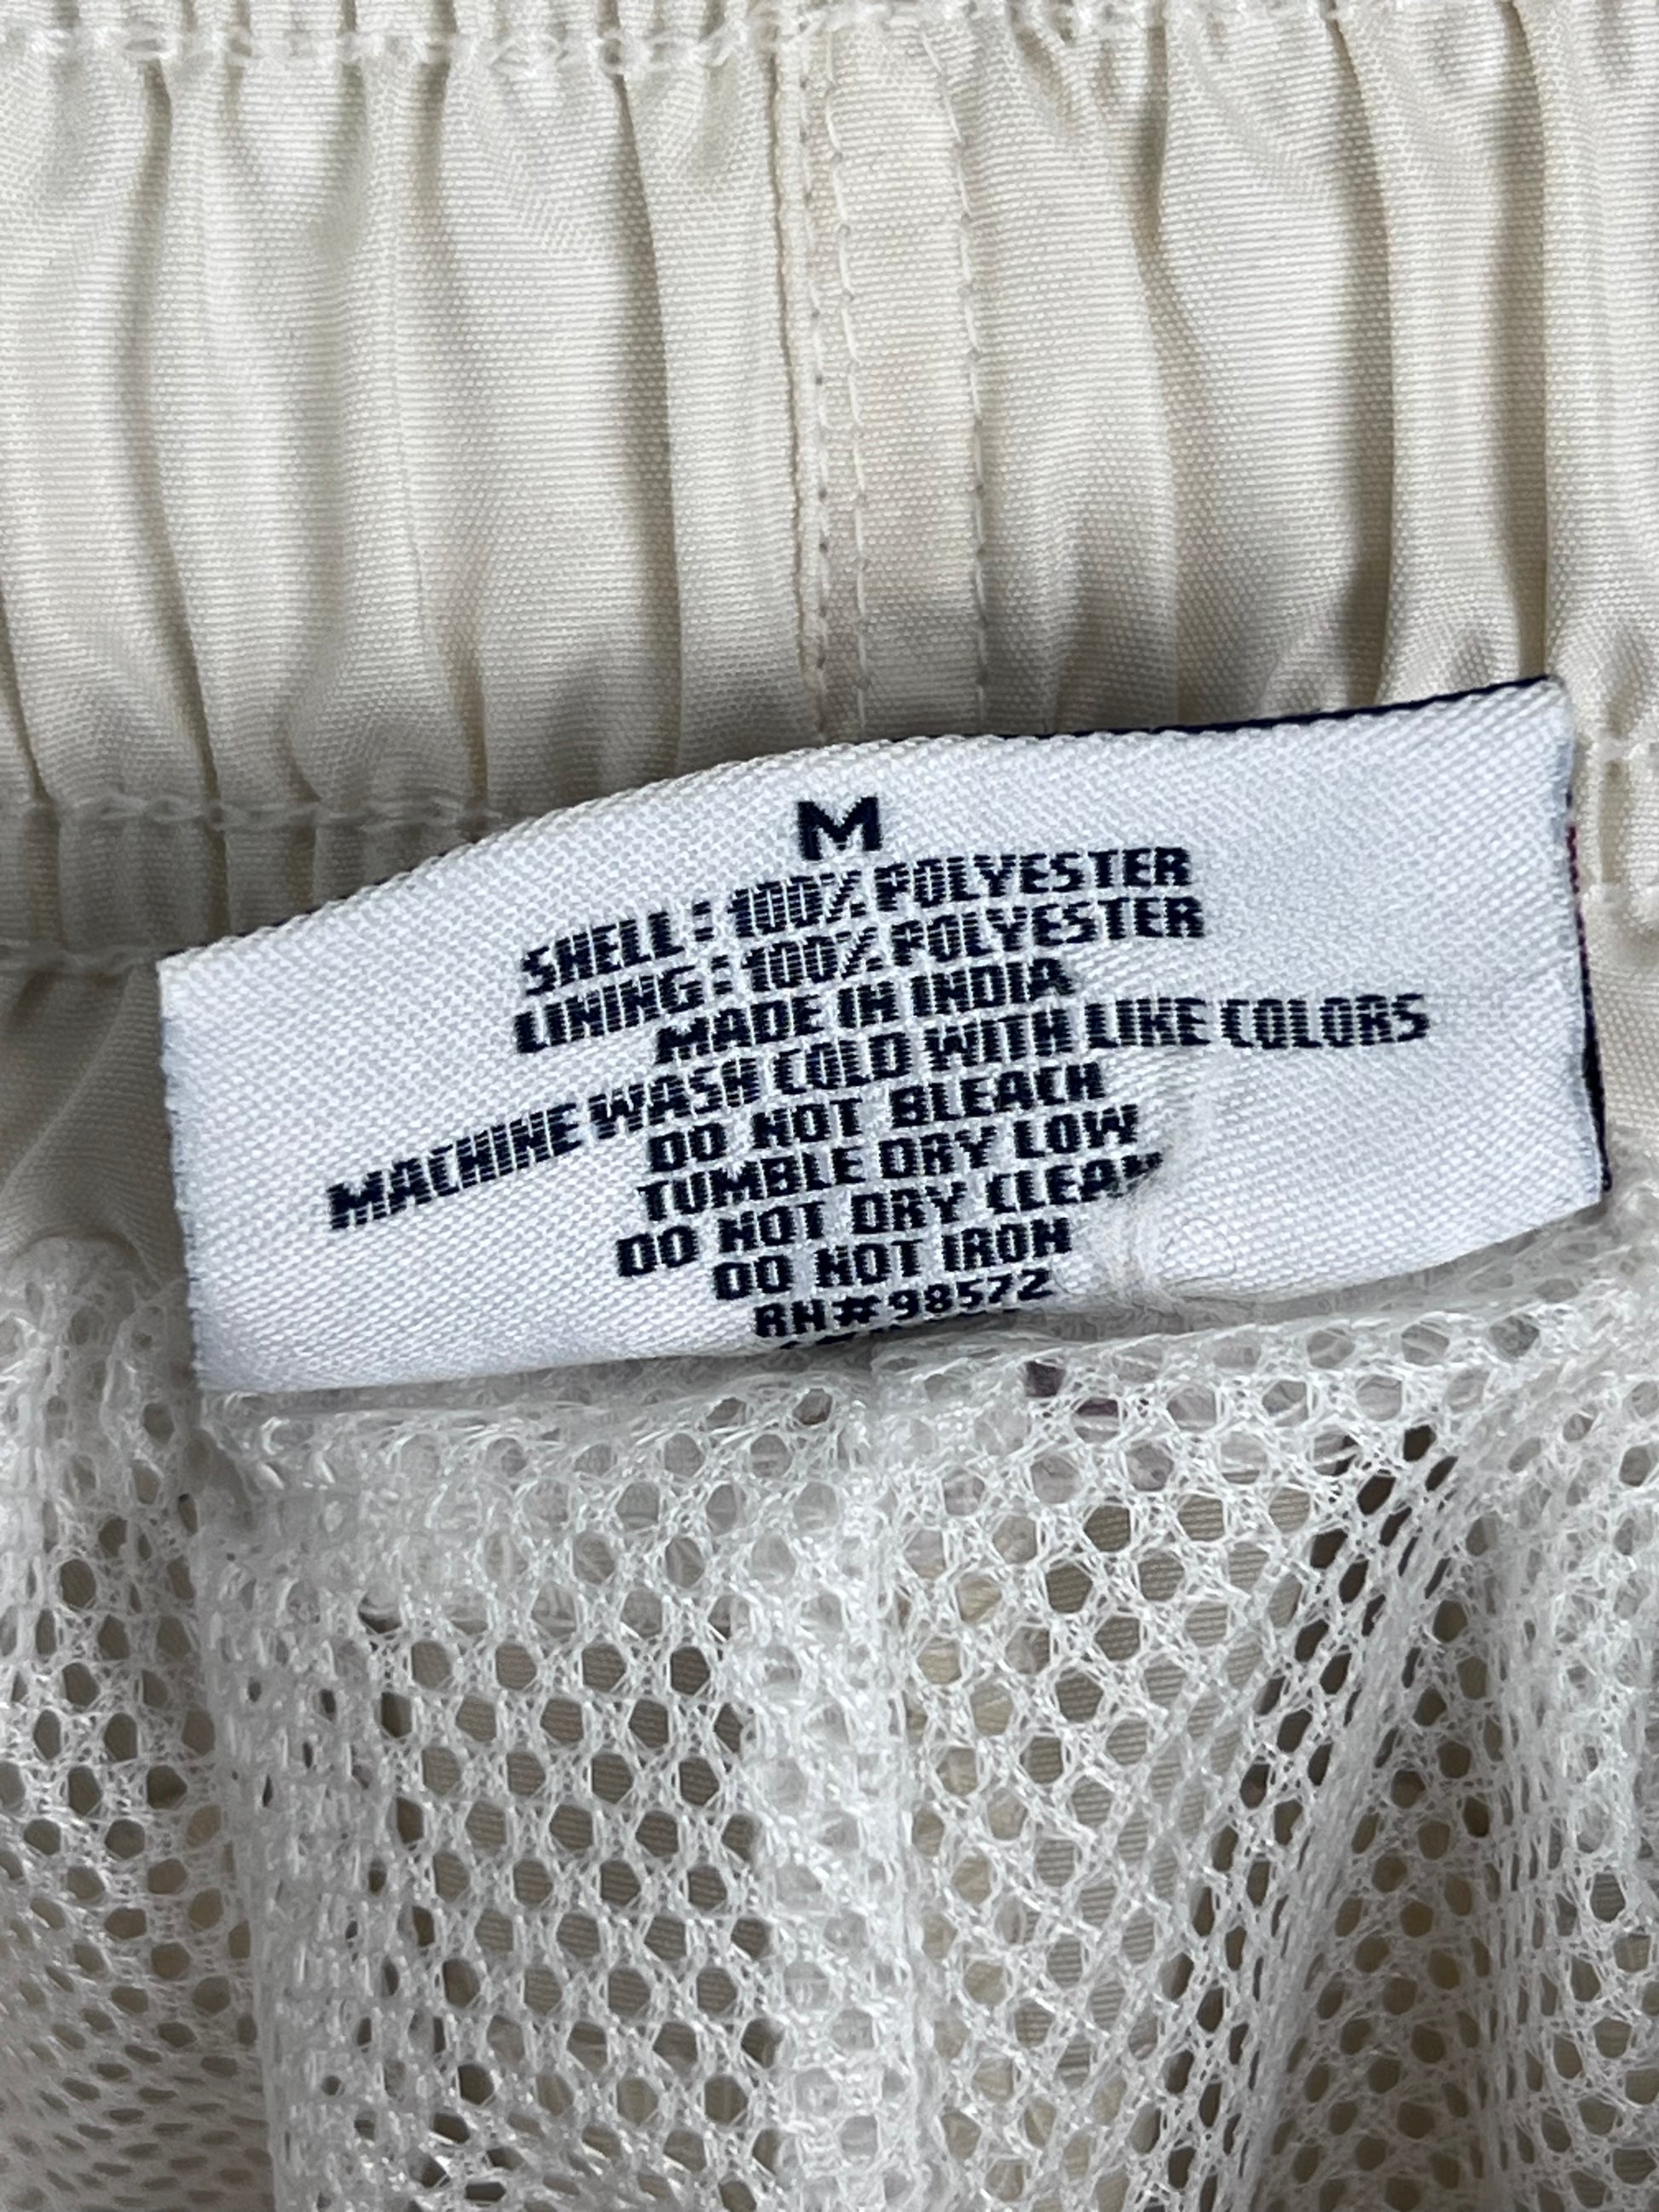 M
SHELL: 100% POLYESTER
LINING: 100% POLYESTER
MADE IN INDIA
MACHINE WASH COLD WITH LIKE COLORS
DO NOT BLEACH
TUMBLE DRY LOW
DO NOT DRY CLEAN
DO NOT IRON
RN#98572